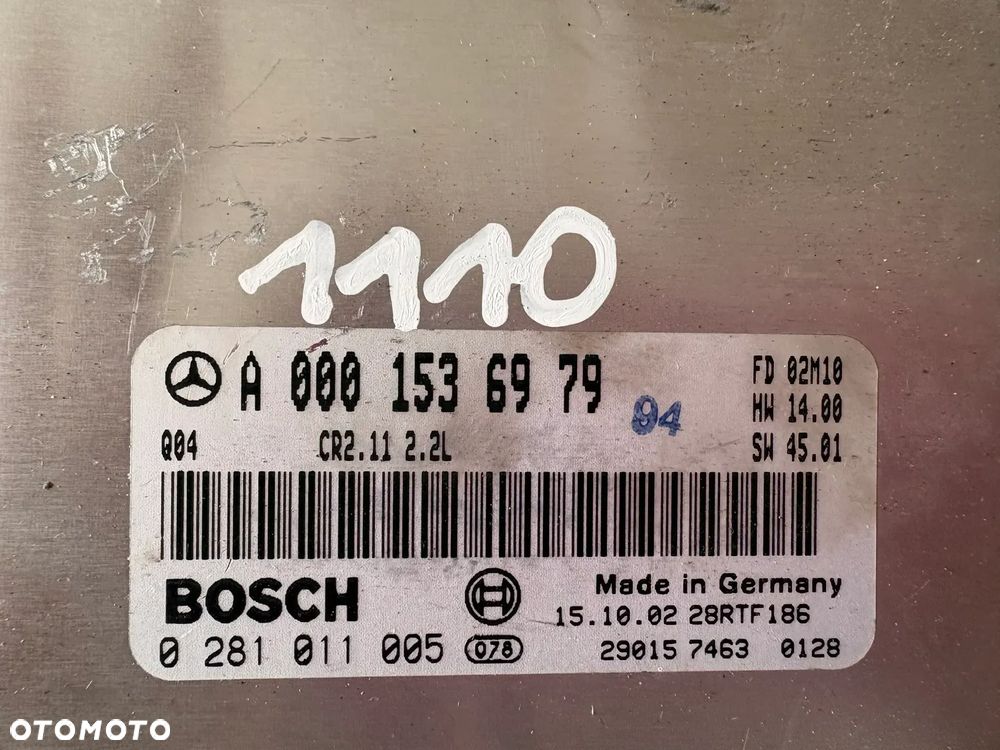 1110
A 000 153 69 79
FD 02M10
94
HW 14.00
Q04 CR2.11 2.2L
SW 45.01
BOSCH
Made in Germany
15.10.02 28RTF186
0 281 011 005 078
29015 7463 0128
OTOMOTO